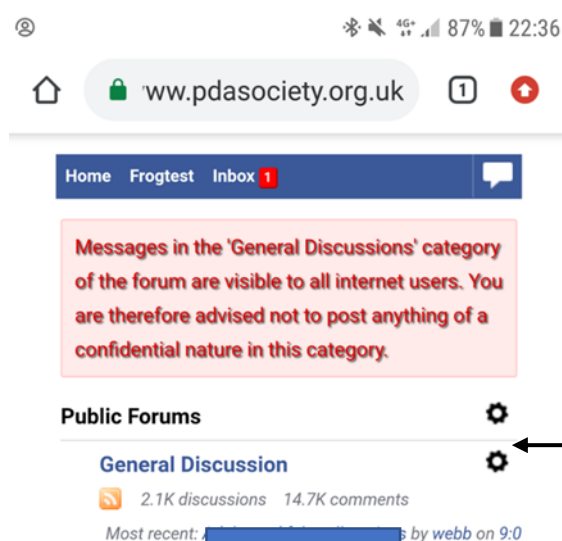 4G+ 87% 22:36
ww.pdasociety.org.uk 1
Home Frogtest Inbox 1
Messages in the 'General Discussions' category
of the forum are visible to all internet users. You
are therefore advised not to post anything of a
confidential nature in this category.
Public Forums
General Discussion
2.1K discussions 14.7K comments
Most recent: by webb on 9:0